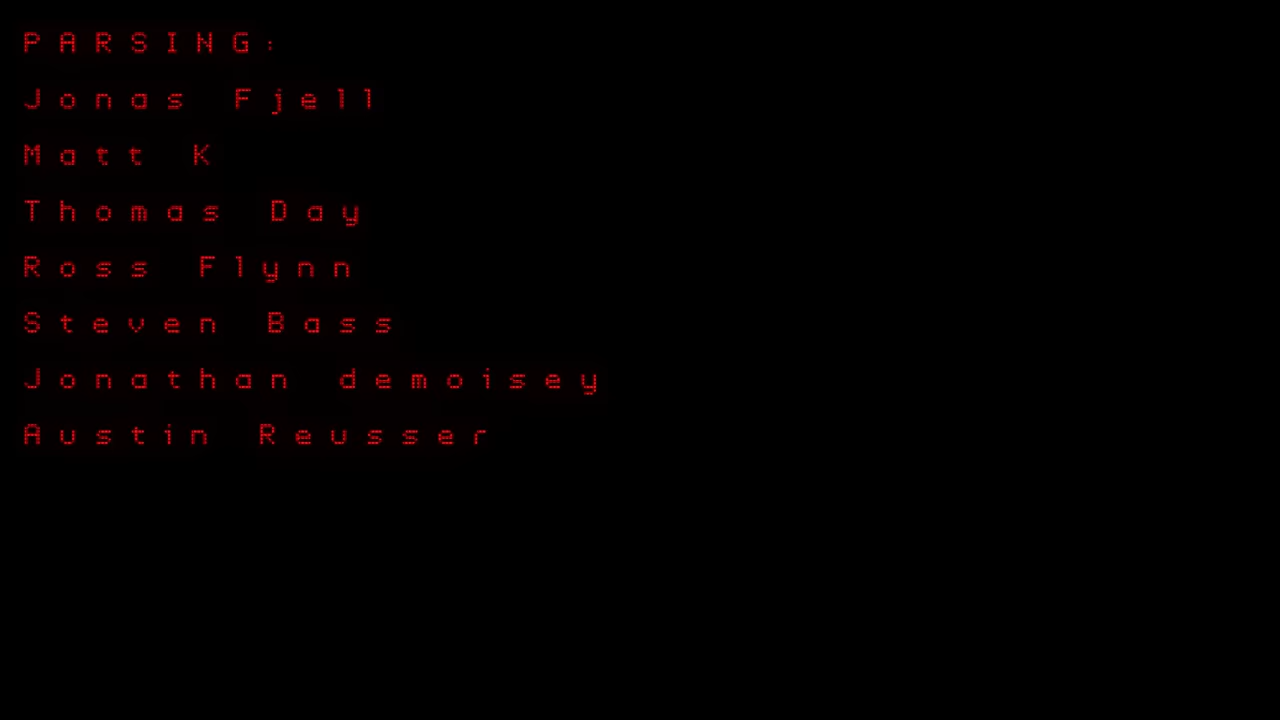 PARSING:
Jonas Fjell
Matt K
Thomas Day
Ross Flynn
Steven Bass
Jonathan demoisey
Austin Reusser